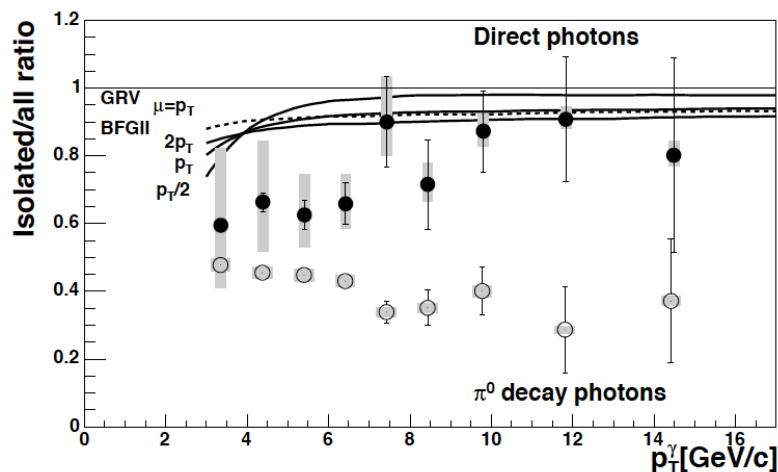 Isolated/all ratio
1.2
1
0.8
0.6
0.4
0.2
0
Direct photons
GRV μ=pT
BFGII
2pT
pT
pT/2
π⁰ decay photons
0 2 4 6 8 10 12 14 16
pTγ[GeV/c]